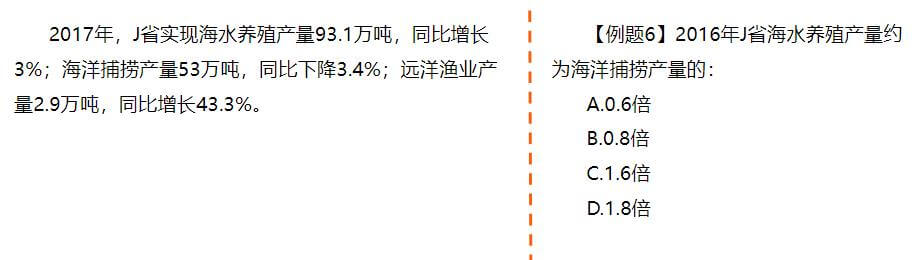 2017年，J省实现海水养殖产量93.1万吨，同比增长
3%；海洋捕捞产量53万吨，同比下降3.4%；远洋渔业产
量2.9万吨，同比增长43.3%。
【例题6】2016年J省海水养殖产量约
为海洋捕捞产量的：
A.0.6倍
B.0.8倍
C.1.6倍
D.1.8倍